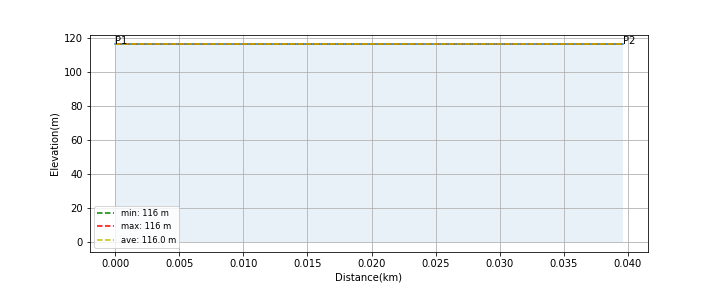 120
P1
P2
100
80
60
40
20
0
min: 116 m
max: 116 m
ave: 116.0 m
0.000
0.005
0.010
0.015
0.020
0.025
0.030
0.035
0.040
Elevation(m)
Distance(km)